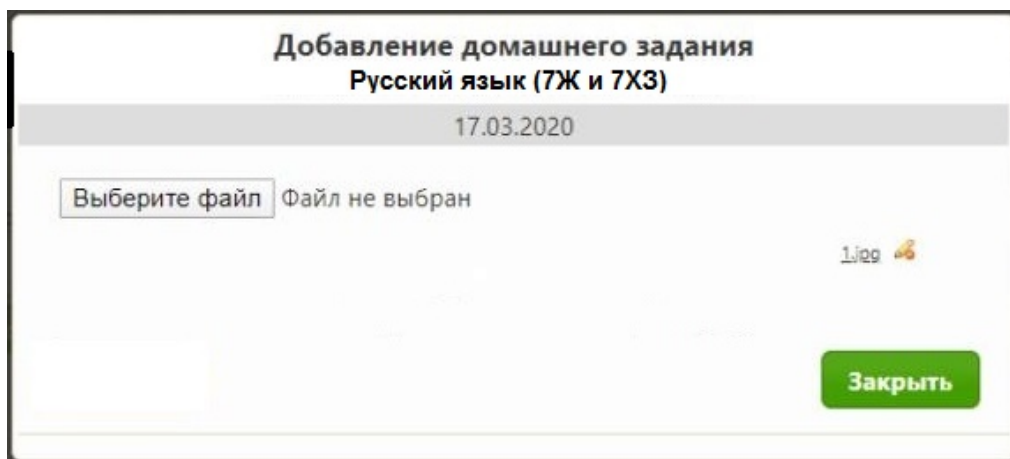 Добавление домашнего задания
Русский язык (7Ж и 7ХЗ)
17.03.2020
Выберите файл Файл не выбран
1.jpg
Закрыть